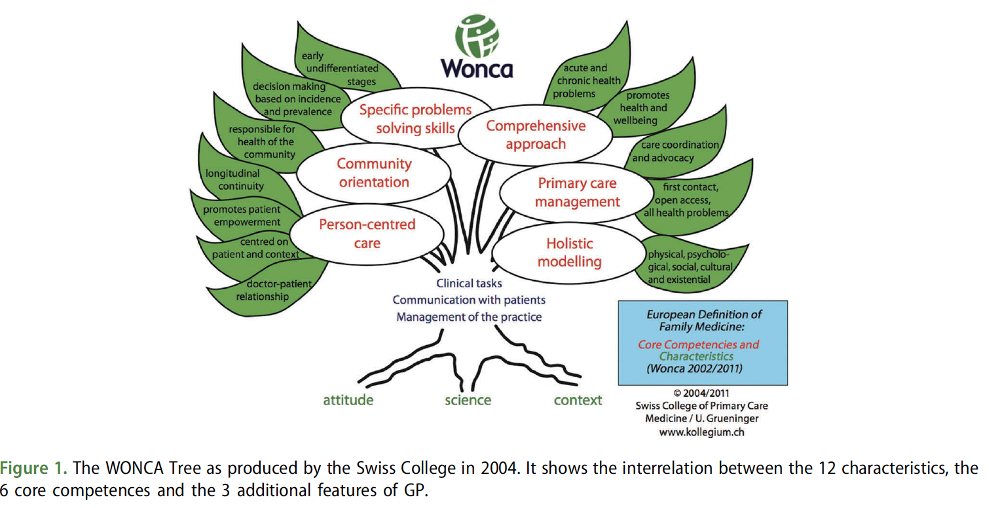 Wonca
early
undifferentiated
stages
decision making
based on incidence
and prevalence
responsible for
health of the
community
longitudinal
continuity
promotes patient
empowerment
centred on
patient and context
doctor-patient
relationship
Specific problems
solving skills
Community
orientation
Person-centred
care
Comprehensive
approach
Primary care
management
Holistic
modelling
acute and
chronic health
problems
promotes
health and
wellbeing
care coordination
and advocacy
first contact,
open access,
all health problems
physical, psycholo-
gical, social, cultural
and existential
Clinical tasks
Communication with patients
Management of the practice
attitude
science
context
European Definition of
Family Medicine:
Core Competencies and
Characteristics
(Wonca 2002/2011)
© 2004/2011
Swiss College of Primary Care
Medicine / U. Grueninger
www.kollegium.ch
Figure 1. The WONCA Tree as produced by the Swiss College in 2004. It shows the interrelation between the 12 characteristics, the
6 core competences and the 3 additional features of GP.